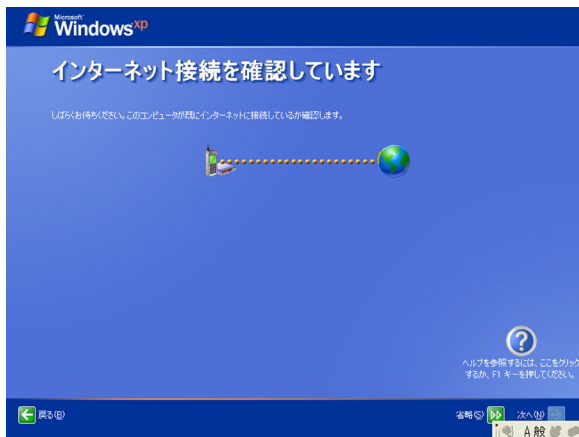 Microsoft
Windows xp
インターネット接続を確認しています
しばらくお待ちください。このコンピュータが既にインターネットに接続しているか確認します。
ヘルプを参照するには、ここをクリック
するか、F1 キーを押してください。
戻る(B)
省略(S)
次へ(N)
A 般